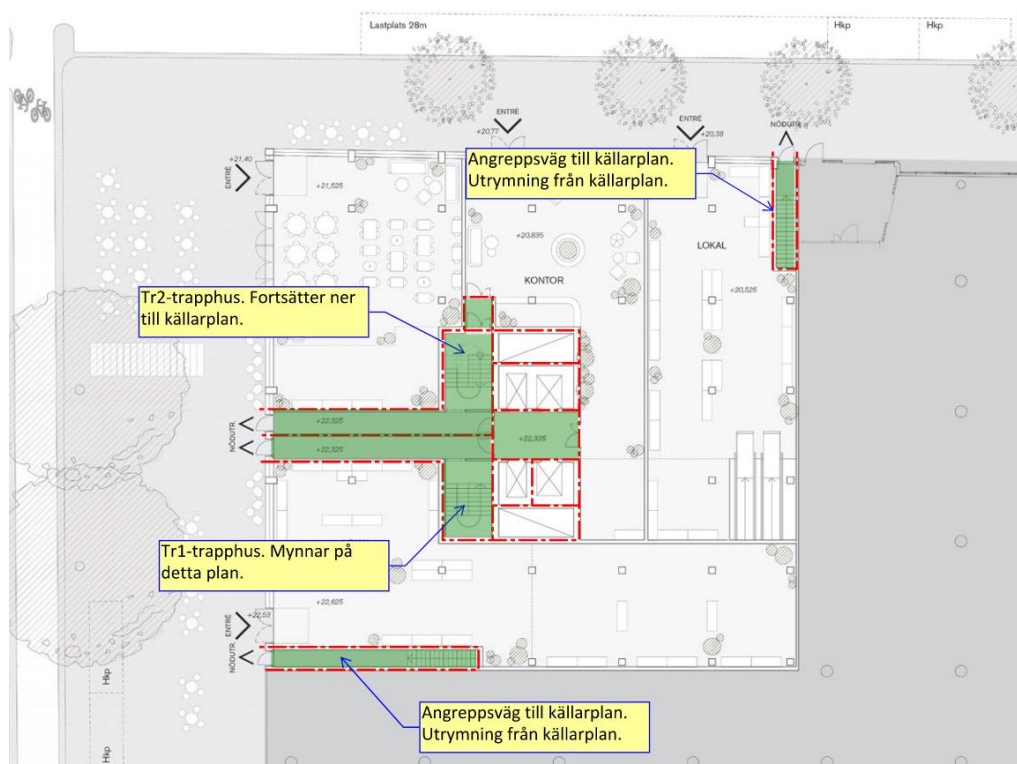 Lastplats 28m
Hkp
Hkp
ENTRÉ
+20,77
ENTRÉ
+20,38
NÖDUTR.
+21,40
ENTRÉ
+21,525
Angreppsväg till källarplan.
Utrymning från källarplan.
+20,835
LOKAL
KONTOR
+20,525
Tr2-trapphus. Fortsätter ner
till källarplan.
+22,325
+22,325
NÖDUTR.
+22,325
Tr1-trapphus. Mynnar på
detta plan.
+22,53
ENTRÉ
+22,625
NÖDUTR.
Hkp
Angreppsväg till källarplan.
Utrymning från källarplan.
Hkp